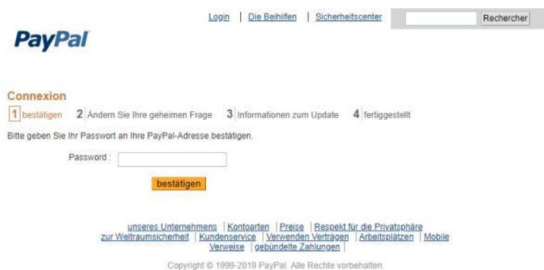 Login | Die Beihilfen | Sicherheitscenter Rechercher
PayPal
Connexion
1 bestätigen 2 Ändern Sie Ihre geheimen Frage 3 Informationen zum Update 4 fertiggestellt
Bitte geben Sie Ihr Passwort an Ihre PayPal-Adresse bestätigen.
Password :
bestätigen
unseres Unternehmens | Kontoarten | Preise | Respekt für die Privatsphäre
zur Weltraumsicherheit | Kundenservice | Verwenden Verträgen | Arbeitsplätzen | Mobile
Verweise | gebündelte Zahlungen |
Copyright © 1999-2019 PayPal. Alle Rechte vorbehalten.